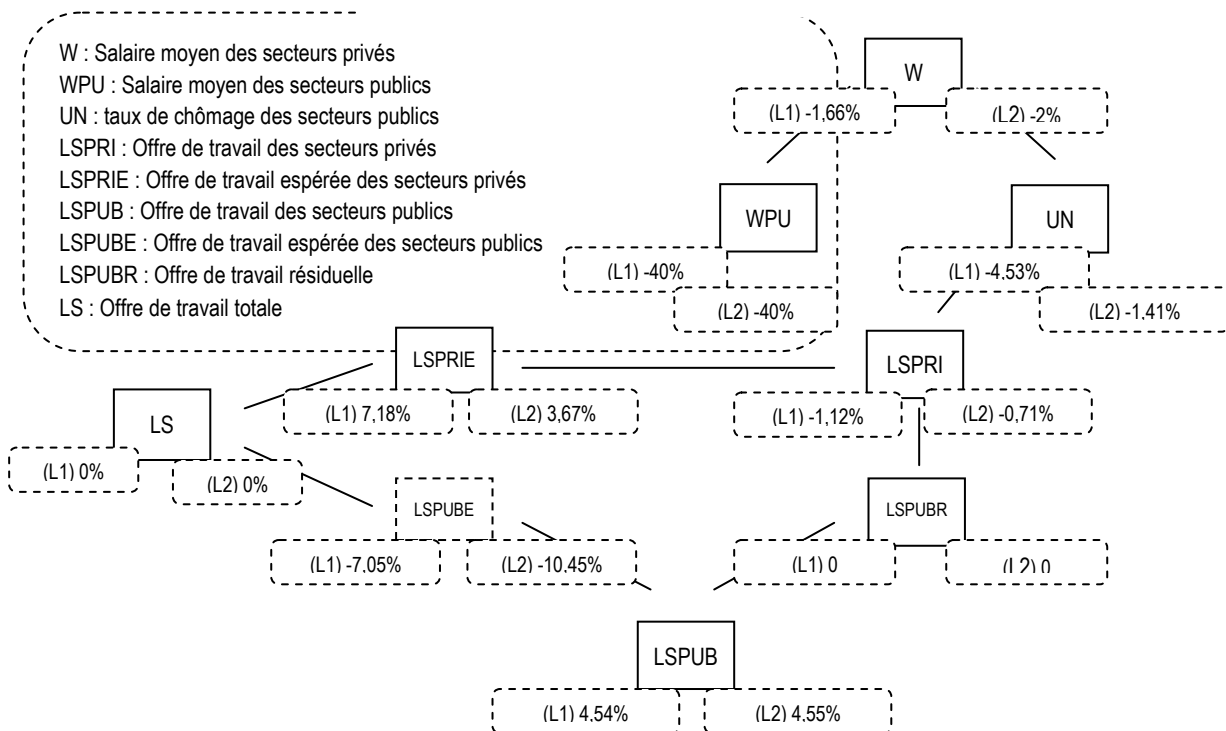 W : Salaire moyen des secteurs privés
WPU : Salaire moyen des secteurs publics
UN : taux de chômage des secteurs publics
LSPRI : Offre de travail des secteurs privés
LSPRIE : Offre de travail espérée des secteurs privés
LSPUB : Offre de travail des secteurs publics
LSPUBE : Offre de travail espérée des secteurs publics
LSPUBR : Offre de travail résiduelle
LS : Offre de travail totale
W
(L1) -1,66%
(L2) -2%
WPU
(L1) -40%
(L2) -40%
UN
(L1) -4,53%
(L2) -1,41%
LSPRIE
(L1) 7,18%
(L2) 3,67%
LSPRI
(L1) -1,12%
(L2) -0,71%
LS
(L1) 0%
(L2) 0%
LSPUBE
(L1) -7,05%
(L2) -10,45%
LSPUBR
(L1) 0
(L2) 0
LSPUB
(L1) 4,54%
(L2) 4,55%